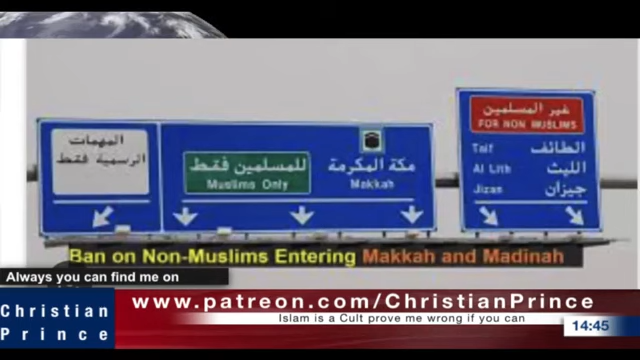 المهمات
الرسمية فقط
للمسلمين فقط
Muslims Only
مكة المكرمة
Makkah
غير المسلمين
FOR NON MUSLIMS
Taif الطائف
Al Lith الليث
Jizan جيزان
Ban on Non-Muslims Entering Makkah and Madinah
Always you can find me on
Christian
Prince
www.patreon.com/ChristianPrince
Islam is a Cult prove me wrong if you can
14:45